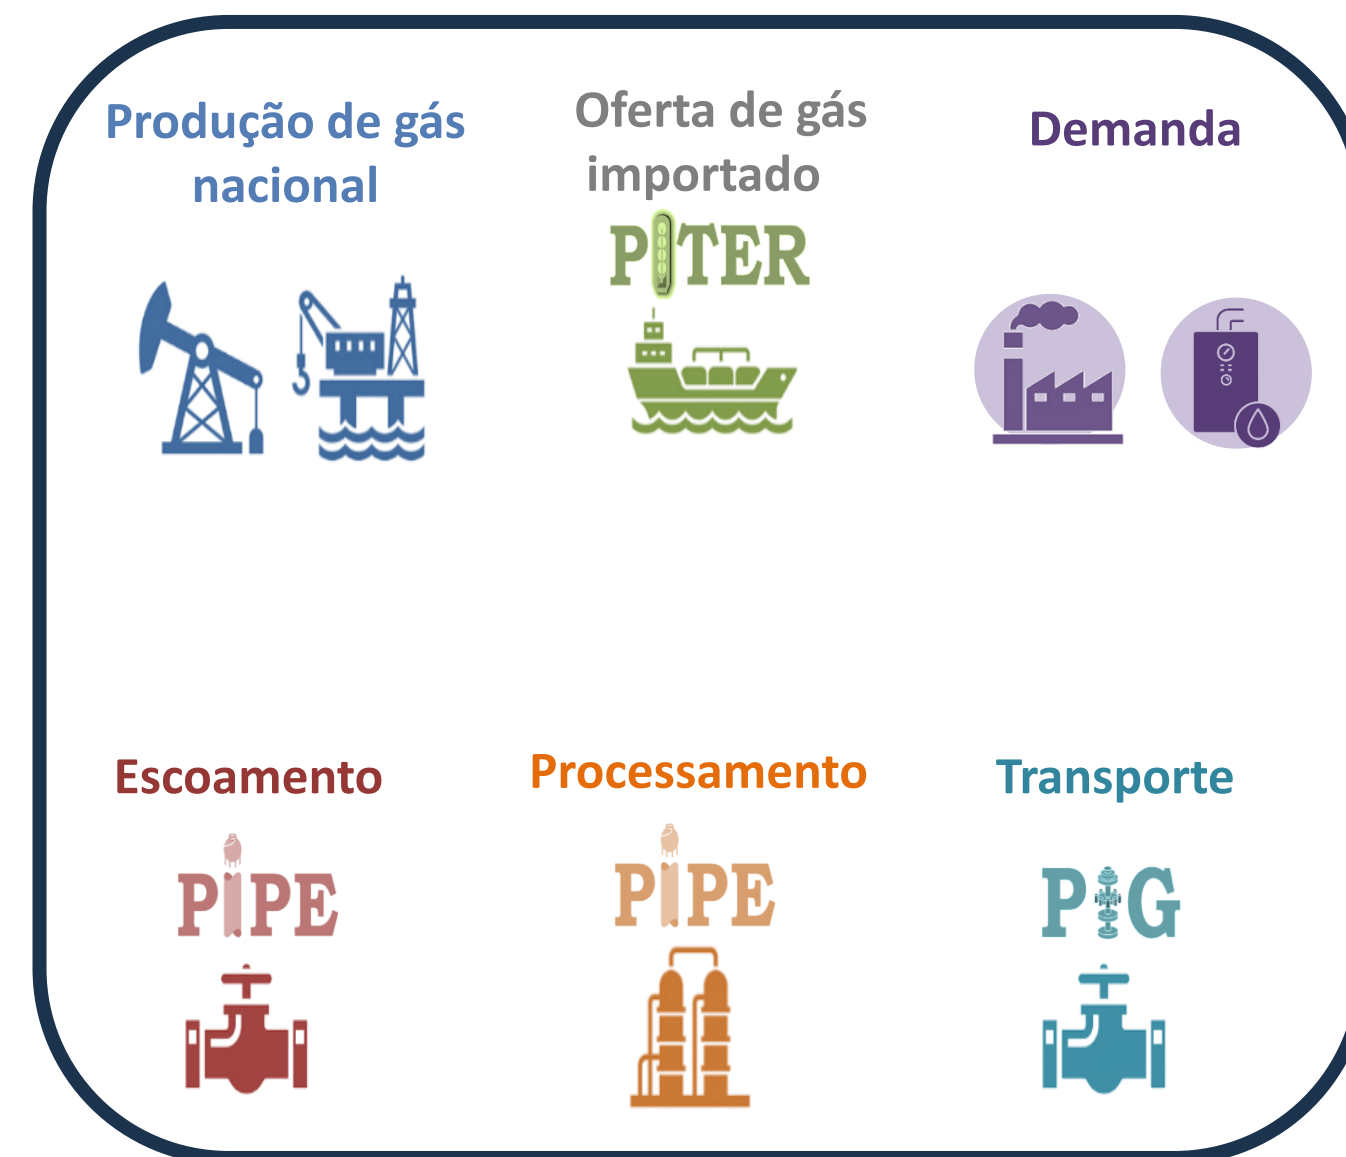 Produção de gás
nacional
Oferta de gás
importado
PITER
Demanda
Escoamento
PIPE
Processamento
PIPE
Transporte
PIG